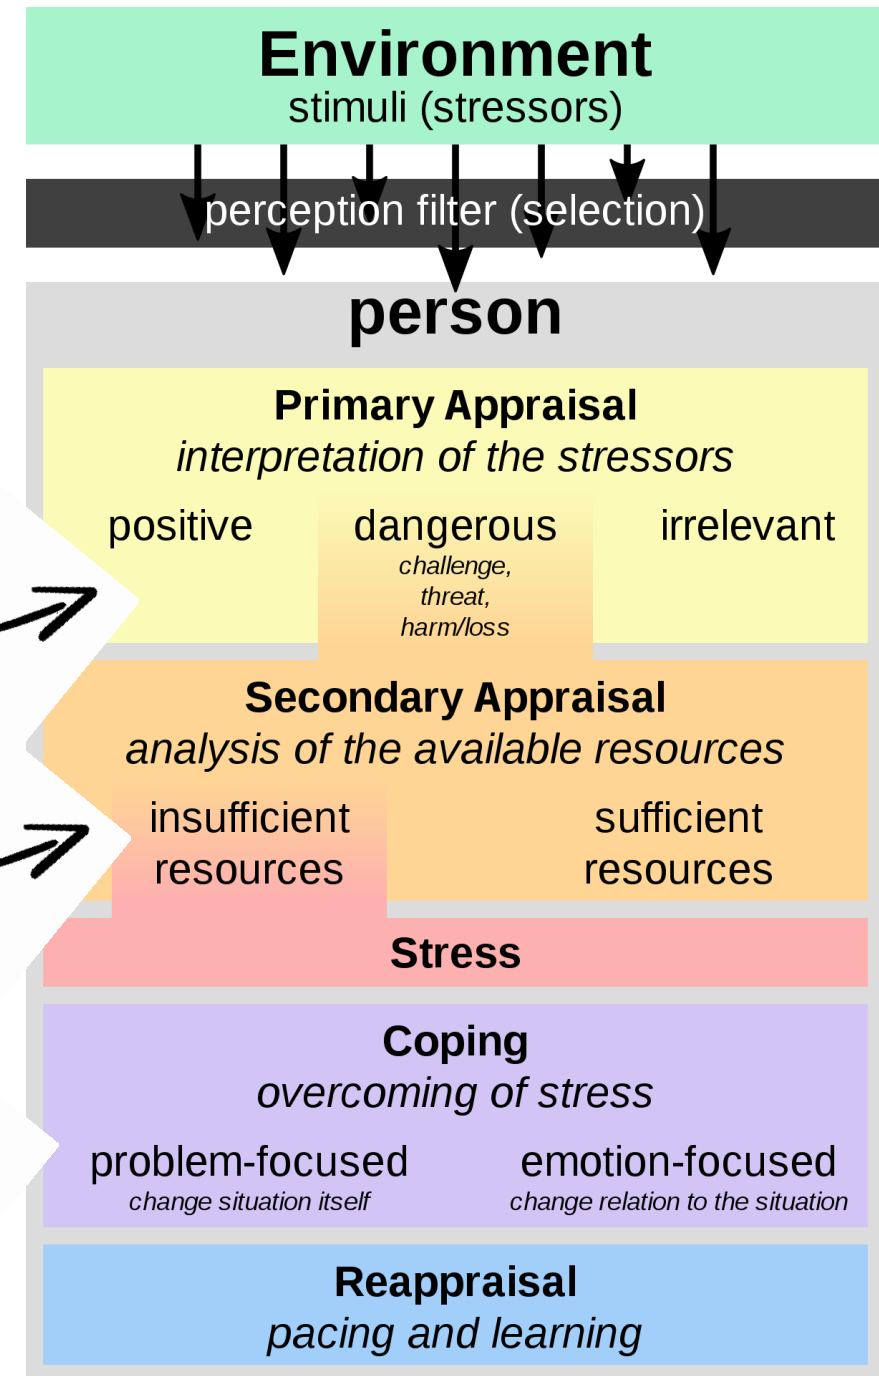 Environment
stimuli (stressors)
perception filter (selection)
person
Primary Appraisal
interpretation of the stressors
positive dangerous irrelevant
challenge,
threat,
harm/loss
Secondary Appraisal
analysis of the available resources
insufficient sufficient
resources resources
Stress
Coping
overcoming of stress
problem-focused emotion-focused
change situation itself change relation to the situation
Reappraisal
pacing and learning